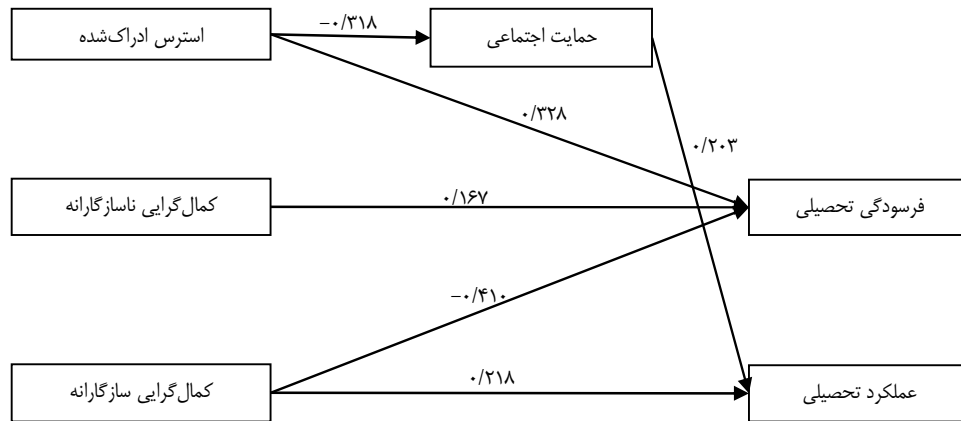 -۰/۳۱۸
استرس ادراک‌شده
حمایت اجتماعی
۰/۳۲۸
۰/۲۰۳
کمال‌گرایی ناسازگارانه
۰/۱۶۷
فرسودگی تحصیلی
-۰/۴۱۰
کمال‌گرایی سازگارانه
۰/۲۱۸
عملکرد تحصیلی